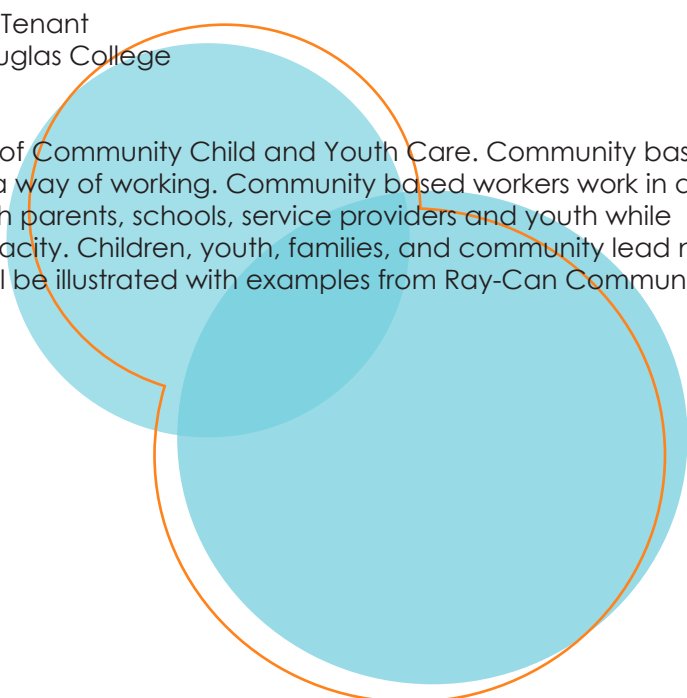 Tenant
uglas College
of Community Child and Youth Care. Community bas
a way of working. Community based workers work in c
h parents, schools, service providers and youth while
acity. Children, youth, families, and community lead r
l be illustrated with examples from Ray-Can Commun